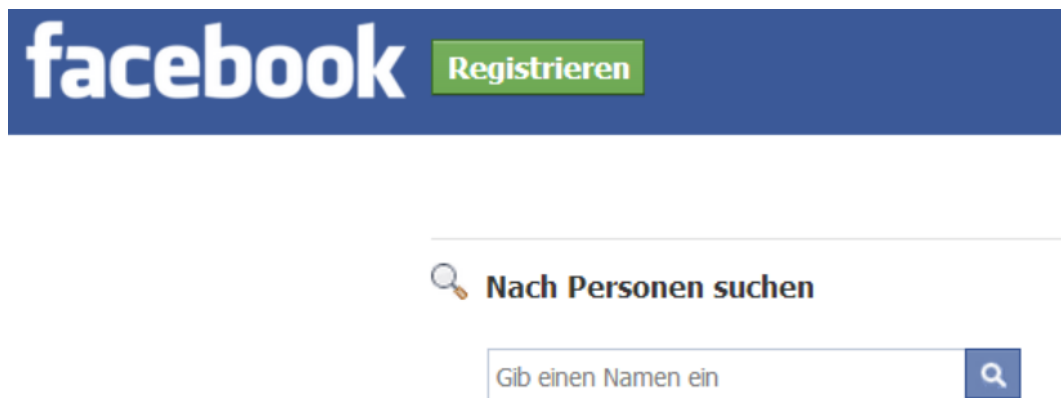 facebook Registrieren
Nach Personen suchen
Gib einen Namen ein